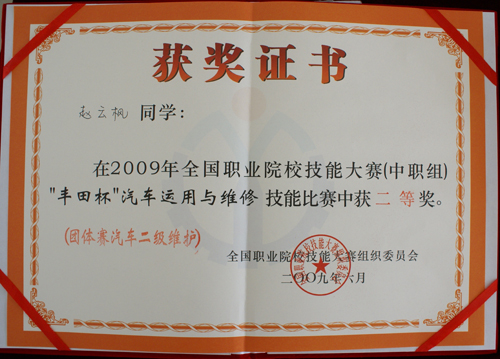 获奖证书
赵云枫 同学：
在2009年全国职业院校技能大赛(中职组)
"丰田杯"汽车运用与维修 技能比赛中获 二 等奖。
(团体赛汽车二级维护)
全国职业院校技能大赛组织委员会
二〇〇九年六月